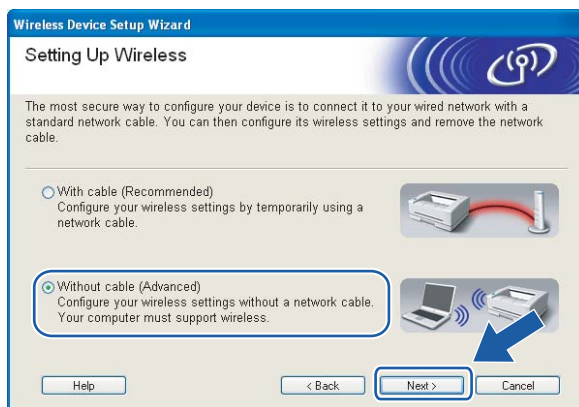 Wireless Device Setup Wizard
Setting Up Wireless
The most secure way to configure your device is to connect it to your wired network with a
standard network cable. You can then configure its wireless settings and remove the network
cable.
With cable (Recommended)
Configure your wireless settings by temporarily using a
network cable.
Without cable (Advanced)
Configure your wireless settings without a network cable.
Your computer must support wireless.
Help
< Back
Next >
Cancel